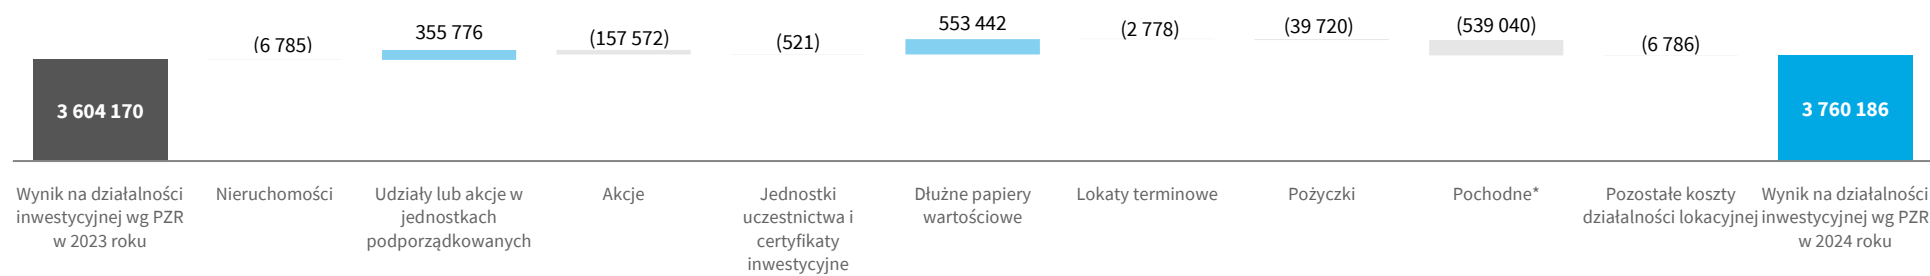 3 604 170
(6 785)
355 776
(157 572)
(521)
553 442
(2 778)
(39 720)
(539 040)
(6 786)
3 760 186
Wynik na działalności
inwestycyjnej wg PZR
w 2023 roku
Nieruchomości
Udziały lub akcje w
jednostkach
podporządkowanych
Akcje
Jednostki
uczestnictwa i
certyfikaty
inwestycyjne
Dłużne papiery
wartościowe
Lokaty terminowe
Pożyczki
Pochodne*
Pozostałe koszty
działalności lokacyjnej
Wynik na działalności
inwestycyjnej wg PZR
w 2024 roku